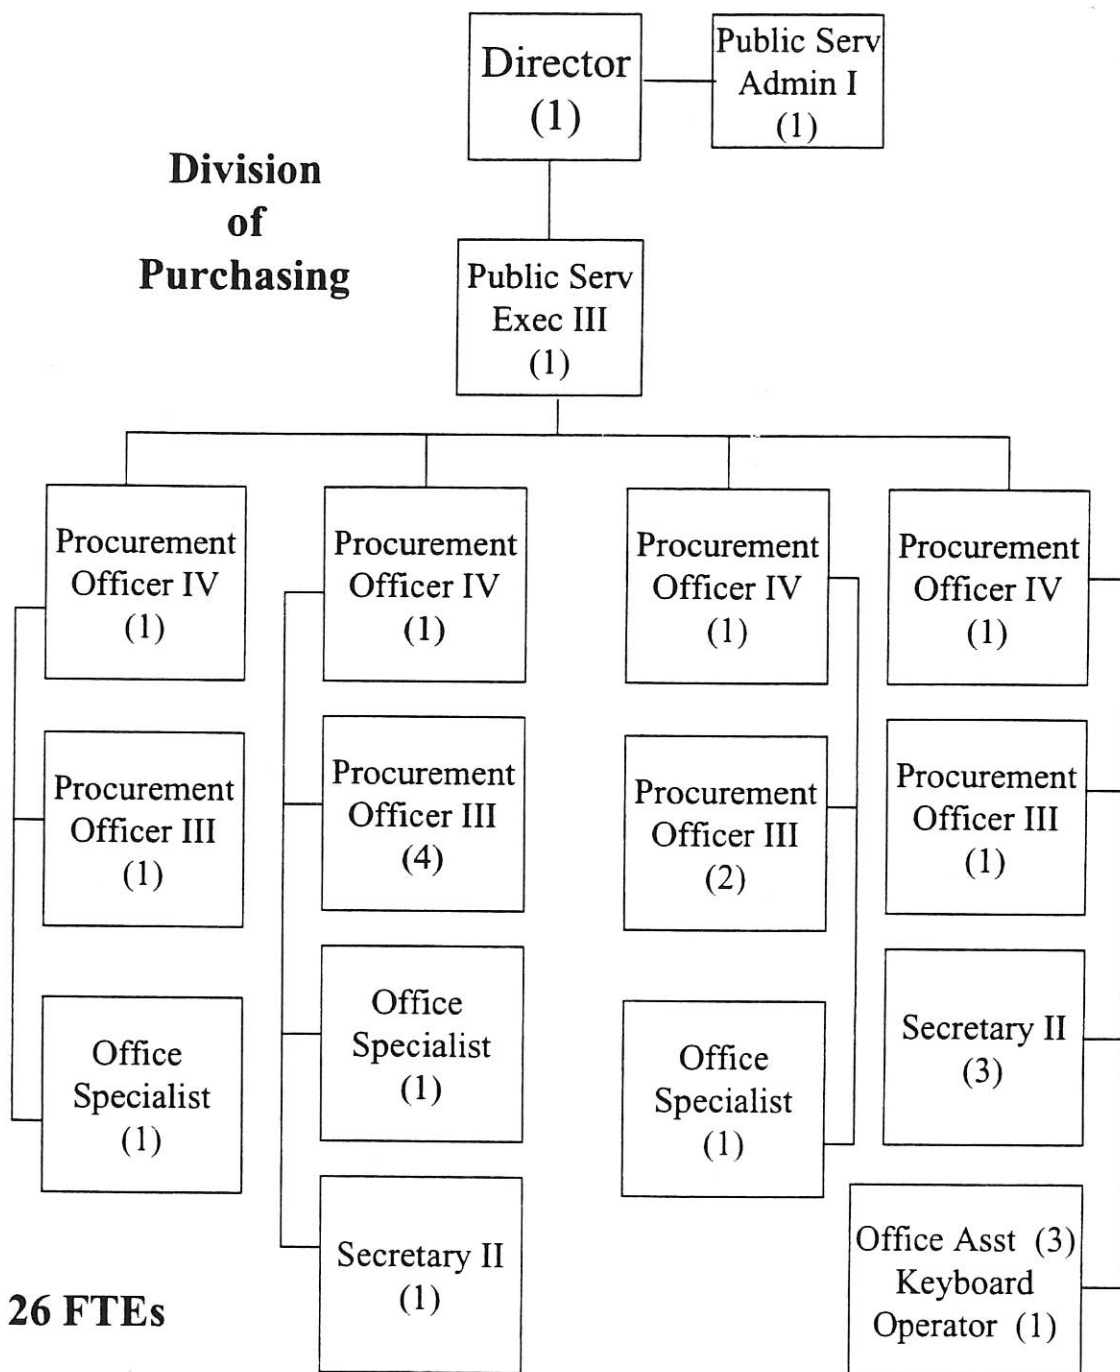 Director
(1)
Public Serv
Admin I
(1)
Division
of
Purchasing
Public Serv
Exec III
(1)
Procurement
Officer IV
(1)
Procurement
Officer III
(1)
Office
Specialist
(1)
Procurement
Officer IV
(1)
Procurement
Officer III
(4)
Office
Specialist
(1)
Secretary II
(1)
Procurement
Officer IV
(1)
Procurement
Officer III
(2)
Office
Specialist
(1)
Procurement
Officer IV
(1)
Procurement
Officer III
(1)
Secretary II
(3)
Office Asst (3)
Keyboard
Operator (1)
26 FTEs